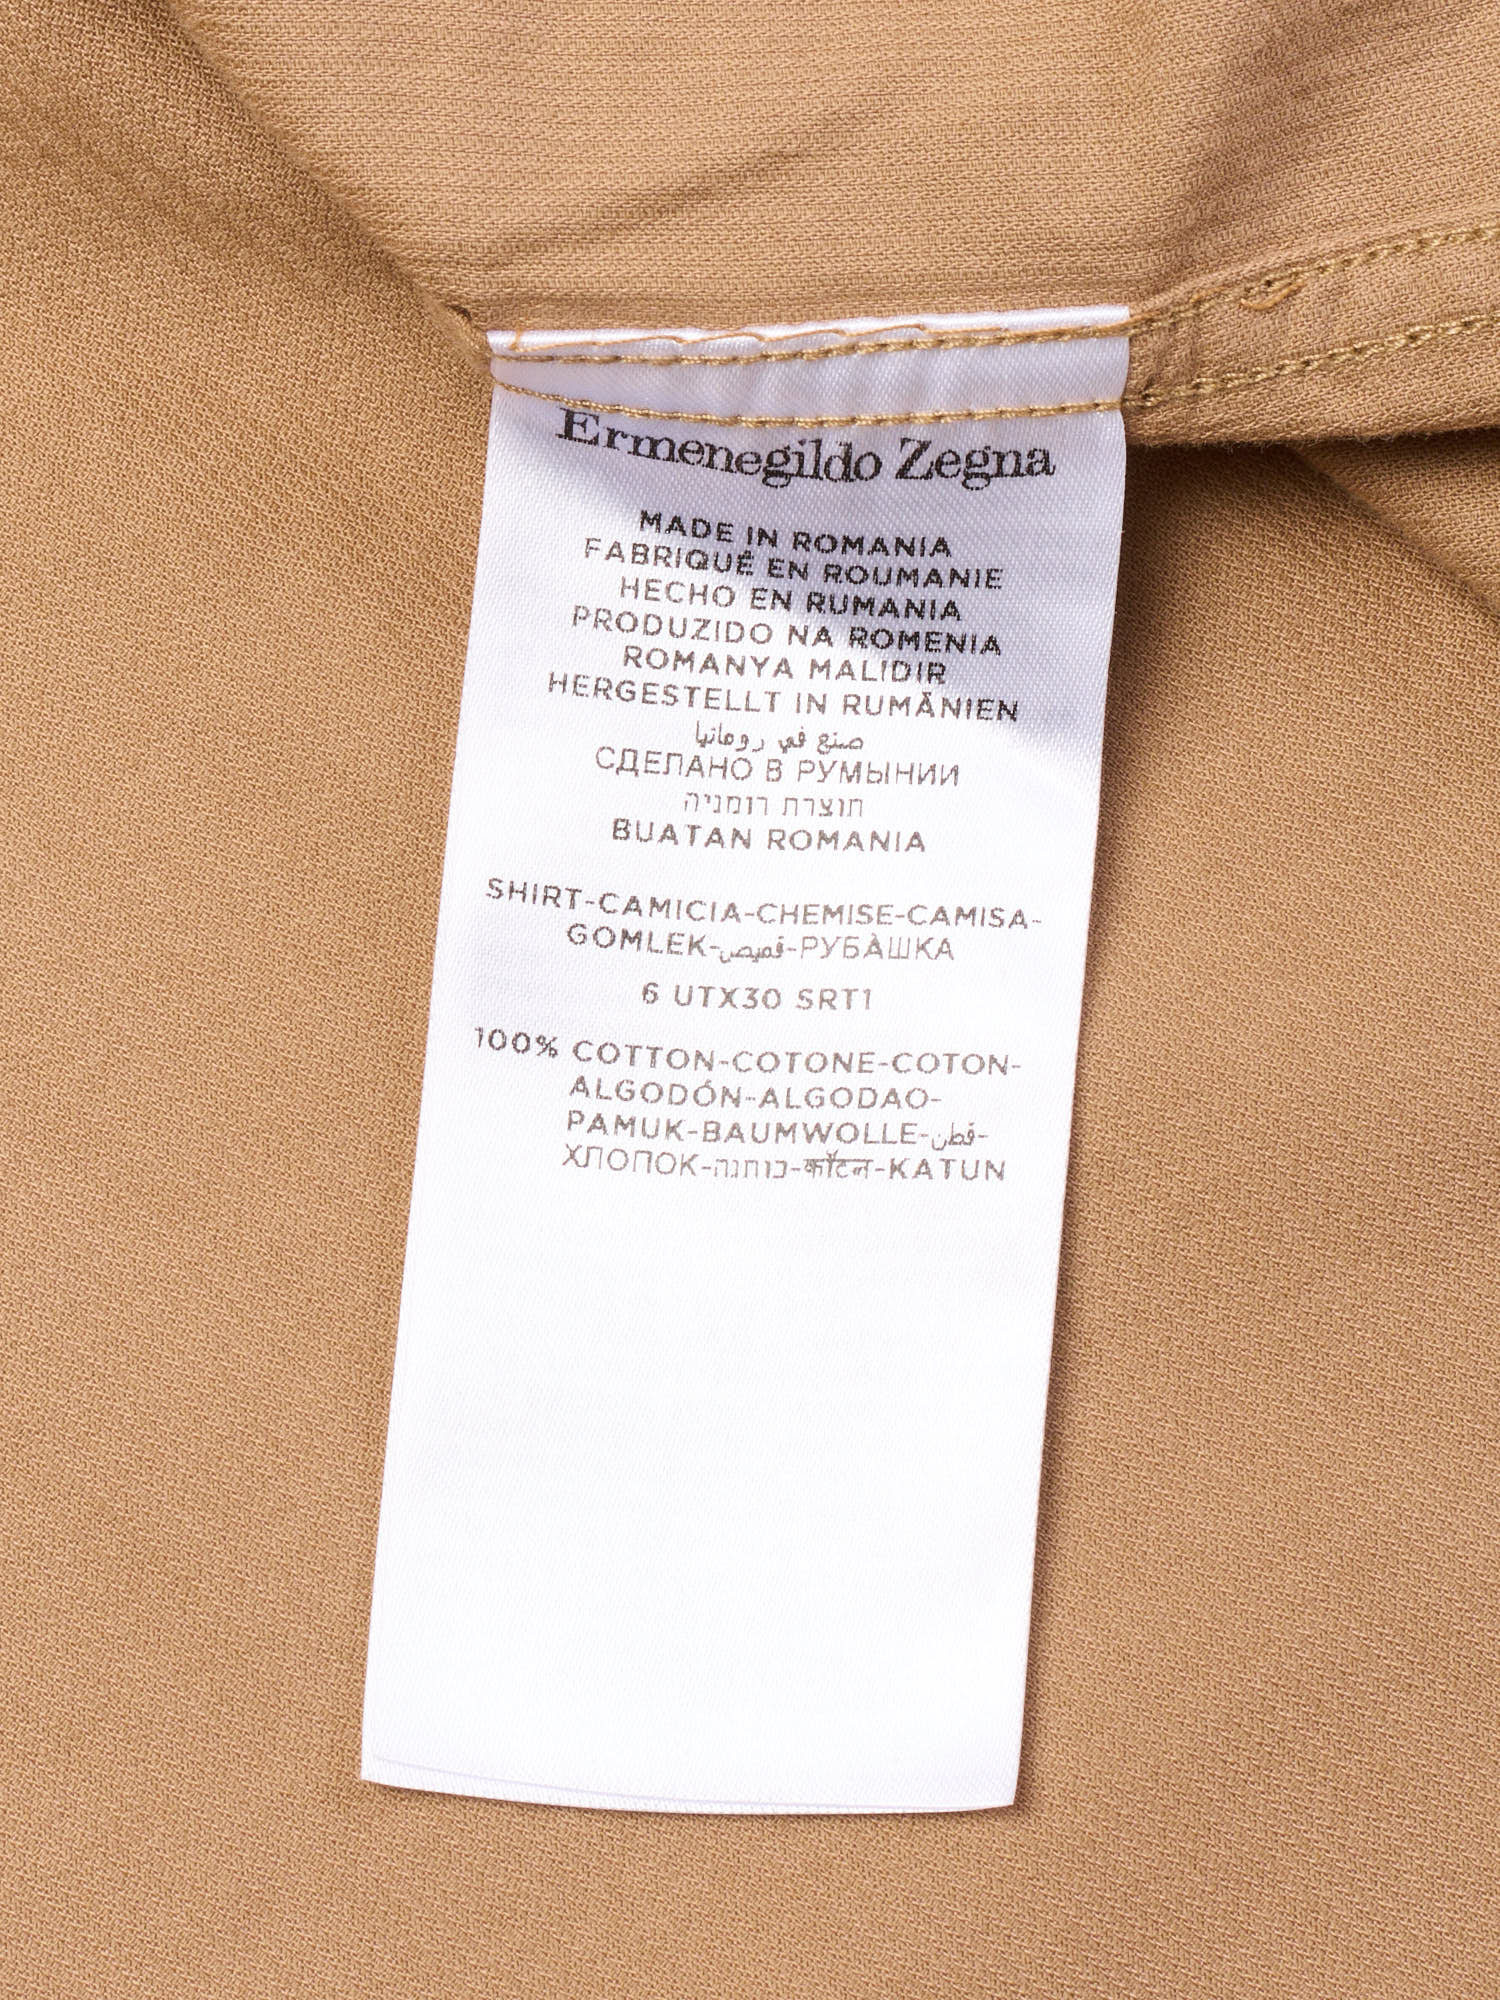 Ermenegildo Zegna
MADE IN ROMANIA
FABRIQUÉ EN ROUMANIE
HECHO EN RUMANIA
PRODUZIDO NA ROMENIA
ROMANYA MALIDIR
HERGESTELLT IN RUMÄNIEN
صنع في رومانيا
СДЕЛАНО В РУМЫНИИ
תוצרת רומניה
BUATAN ROMANIA
SHIRT-CAMICIA-CHEMISE-CAMISA-
GOMLEK-قميص-РУБÀШКА
6 UTX30 SRT1
100% COTTON-COTONE-COTON-
ALGODÓN-ALGODAO-
PAMUK-BAUMWOLLE-قطن-
ХЛОПОК-כותנה-कॉटन-KATUN